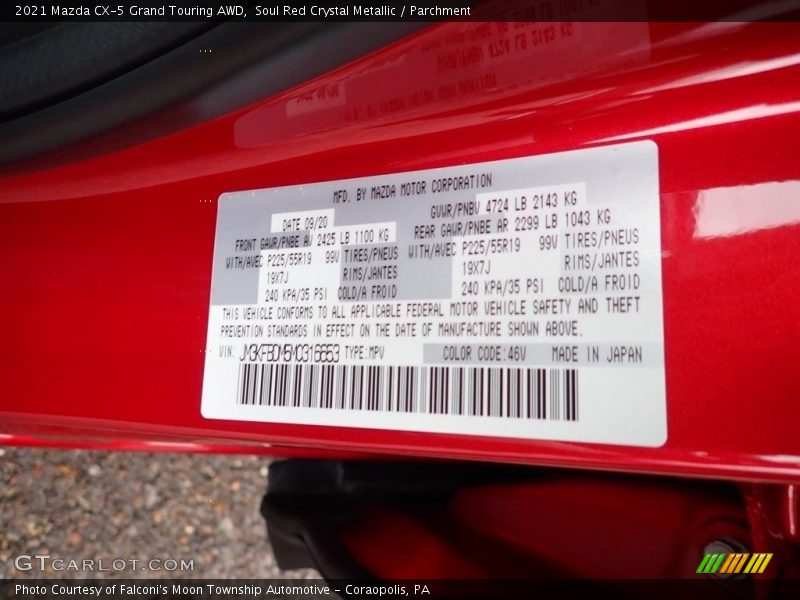 2021 Mazda CX-5 Grand Touring AWD, Soul Red Crystal Metallic / Parchment
MFD. BY MAZDA MOTOR CORPORATION
DATE 09/20 GVWR/PNBV 4724 LB 2143 KG
FRONT GAWR/PNBE AV 2425 LB 1100 KG REAR GAWR/PNBE AR 2299 LB 1043 KG
WITH/AVEC P225/55R19 99V TIRES/PNEUS WITH/AVEC P225/55R19 99V TIRES/PNEUS
19X7J RIMS/JANTES 19X7J RIMS/JANTES
240 KPA/35 PSI COLD/A FROID 240 KPA/35 PSI COLD/A FROID
THIS VEHICLE CONFORMS TO ALL APPLICABLE FEDERAL MOTOR VEHICLE SAFETY AND THEFT
PREVENTION STANDARDS IN EFFECT ON THE DATE OF MANUFACTURE SHOWN ABOVE.
VIN: JM3KFBDM5M0316653 TYPE:MPV COLOR CODE:46V MADE IN JAPAN
GTCARLOT.COM
Photo Courtesy of Falconi's Moon Township Automotive - Coraopolis, PA